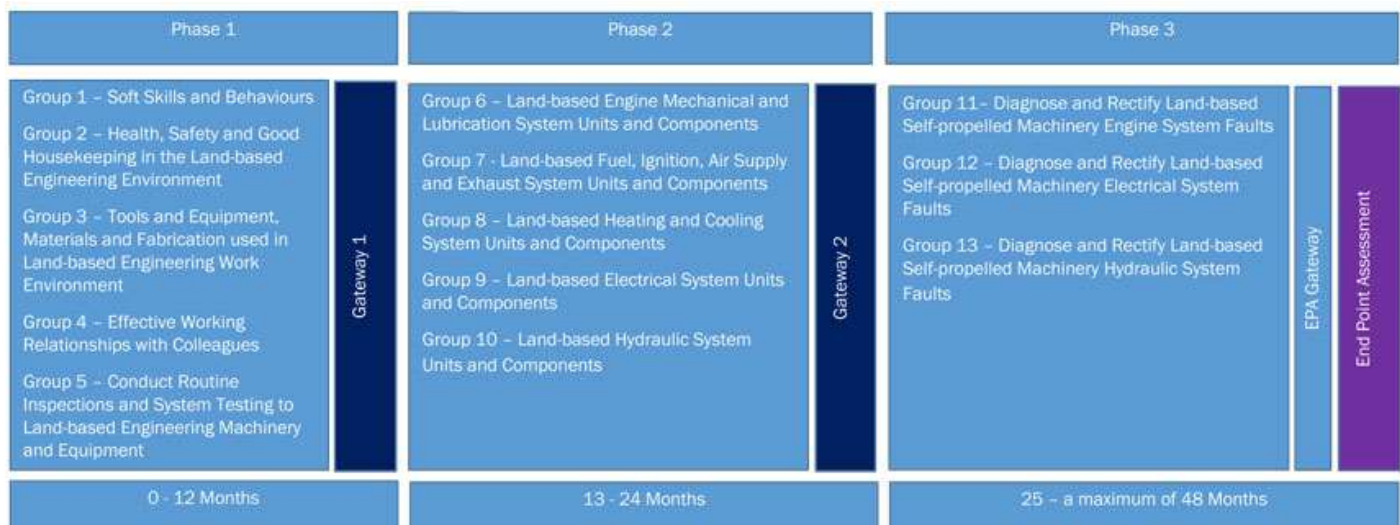 Phase 1
Phase 2
Phase 3
Group 1 – Soft Skills and Behaviours
Group 2 – Health, Safety and Good
Housekeeping in the Land-based
Engineering Environment
Group 3 – Tools and Equipment,
Materials and Fabrication used in
Land-based Engineering Work
Environment
Group 4 – Effective Working
Relationships with Colleagues
Group 5 – Conduct Routine
Inspections and System Testing to
Land-based Engineering Machinery
and Equipment
Gateway 1
Group 6 – Land-based Engine Mechanical and
Lubrication System Units and Components
Group 7 - Land-based Fuel, Ignition, Air Supply
and Exhaust System Units and Components
Group 8 – Land-based Heating and Cooling
System Units and Components
Group 9 – Land-based Electrical System Units
and Components
Group 10 – Land-based Hydraulic System
Units and Components
Gateway 2
Group 11– Diagnose and Rectify Land-based
Self-propelled Machinery Engine System Faults
Group 12 – Diagnose and Rectify Land-based
Self-propelled Machinery Electrical System
Faults
Group 13 – Diagnose and Rectify Land-based
Self-propelled Machinery Hydraulic System
Faults
EPA Gateway
End Point Assessment
0 - 12 Months
13 - 24 Months
25 – a maximum of 48 Months